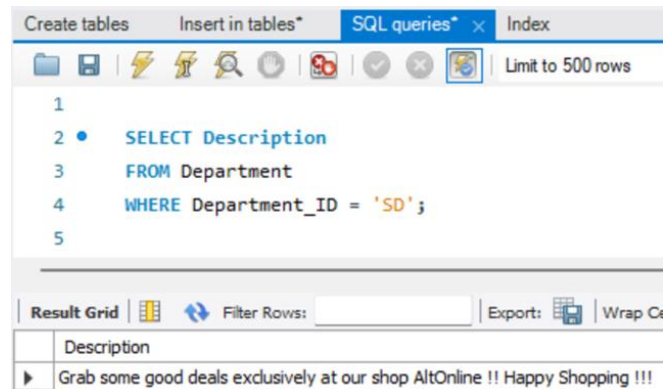 Create tables Insert in tables* SQL queries* × Index
Limit to 500 rows
1
2 SELECT Description
3 FROM Department
4 WHERE Department_ID = 'SD';
5
Result Grid Filter Rows: Export: Wrap Ce
Description
Grab some good deals exclusively at our shop AltOnline !! Happy Shopping !!!